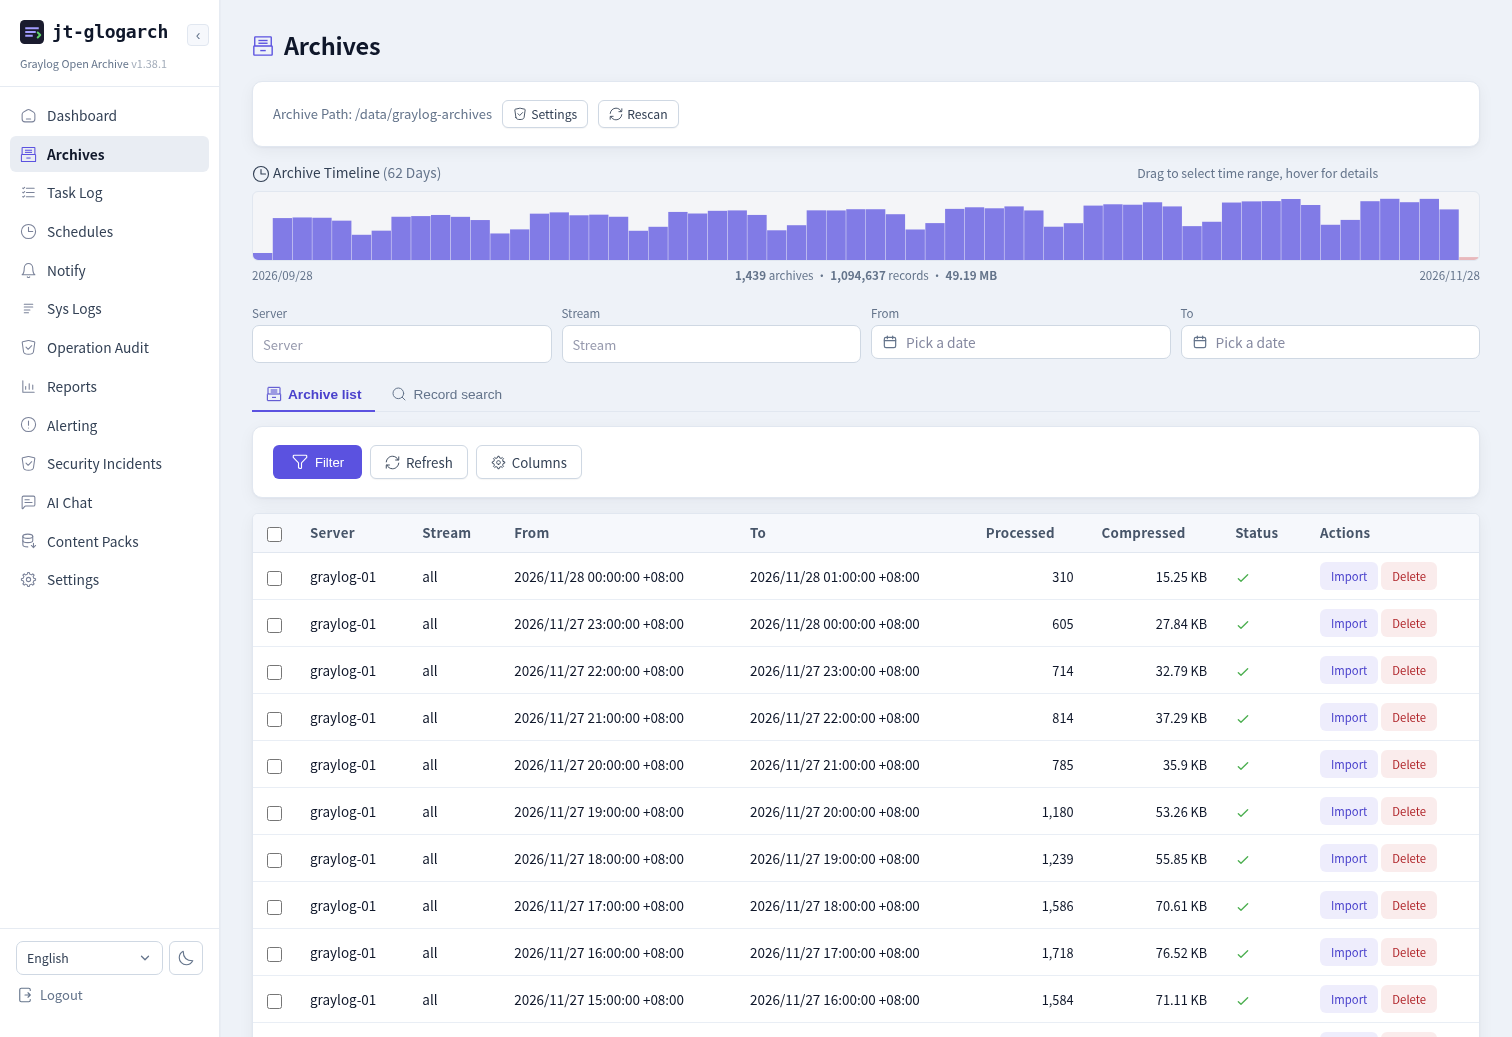 jt-glogarch
Graylog Open Archive v1.38.1
Dashboard
Archives
Task Log
Schedules
Notify
Sys Logs
Operation Audit
Reports
Alerting
Security Incidents
AI Chat
Content Packs
Settings
English
Logout
Archives
Archive Path: /data/graylog-archives Settings Rescan
Archive Timeline (62 Days) Drag to select time range, hover for details
2026/09/28 1,439 archives • 1,094,637 records • 49.19 MB 2026/11/28
Server Stream From To
Server Stream Pick a date Pick a date
Archive list Record search
Filter Refresh Columns
Server Stream From To Processed Compressed Status Actions
graylog-01 all 2026/11/28 00:00:00 +08:00 2026/11/28 01:00:00 +08:00 310 15.25 KB Import Delete
graylog-01 all 2026/11/27 23:00:00 +08:00 2026/11/28 00:00:00 +08:00 605 27.84 KB Import Delete
graylog-01 all 2026/11/27 22:00:00 +08:00 2026/11/27 23:00:00 +08:00 714 32.79 KB Import Delete
graylog-01 all 2026/11/27 21:00:00 +08:00 2026/11/27 22:00:00 +08:00 814 37.29 KB Import Delete
graylog-01 all 2026/11/27 20:00:00 +08:00 2026/11/27 21:00:00 +08:00 785 35.9 KB Import Delete
graylog-01 all 2026/11/27 19:00:00 +08:00 2026/11/27 20:00:00 +08:00 1,180 53.26 KB Import Delete
graylog-01 all 2026/11/27 18:00:00 +08:00 2026/11/27 19:00:00 +08:00 1,239 55.85 KB Import Delete
graylog-01 all 2026/11/27 17:00:00 +08:00 2026/11/27 18:00:00 +08:00 1,586 70.61 KB Import Delete
graylog-01 all 2026/11/27 16:00:00 +08:00 2026/11/27 17:00:00 +08:00 1,718 76.52 KB Import Delete
graylog-01 all 2026/11/27 15:00:00 +08:00 2026/11/27 16:00:00 +08:00 1,584 71.11 KB Import Delete